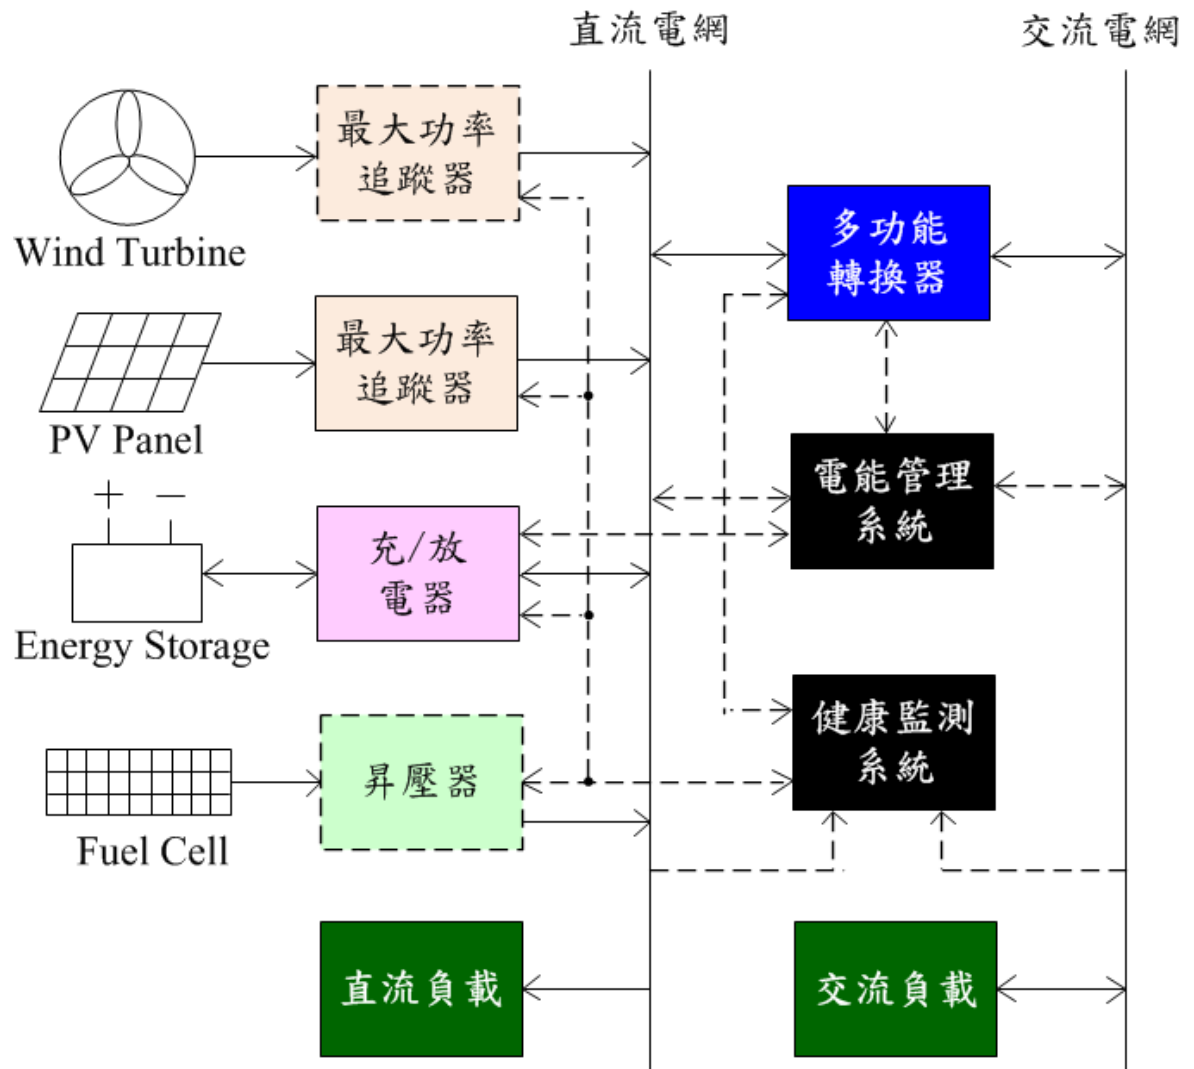 直流電網
交流電網
最大功率
追蹤器
Wind Turbine
多功能
轉換器
最大功率
追蹤器
PV Panel
+ −
充/放
電器
Energy Storage
電能管理
系統
昇壓器
Fuel Cell
健康監測
系統
直流負載
交流負載